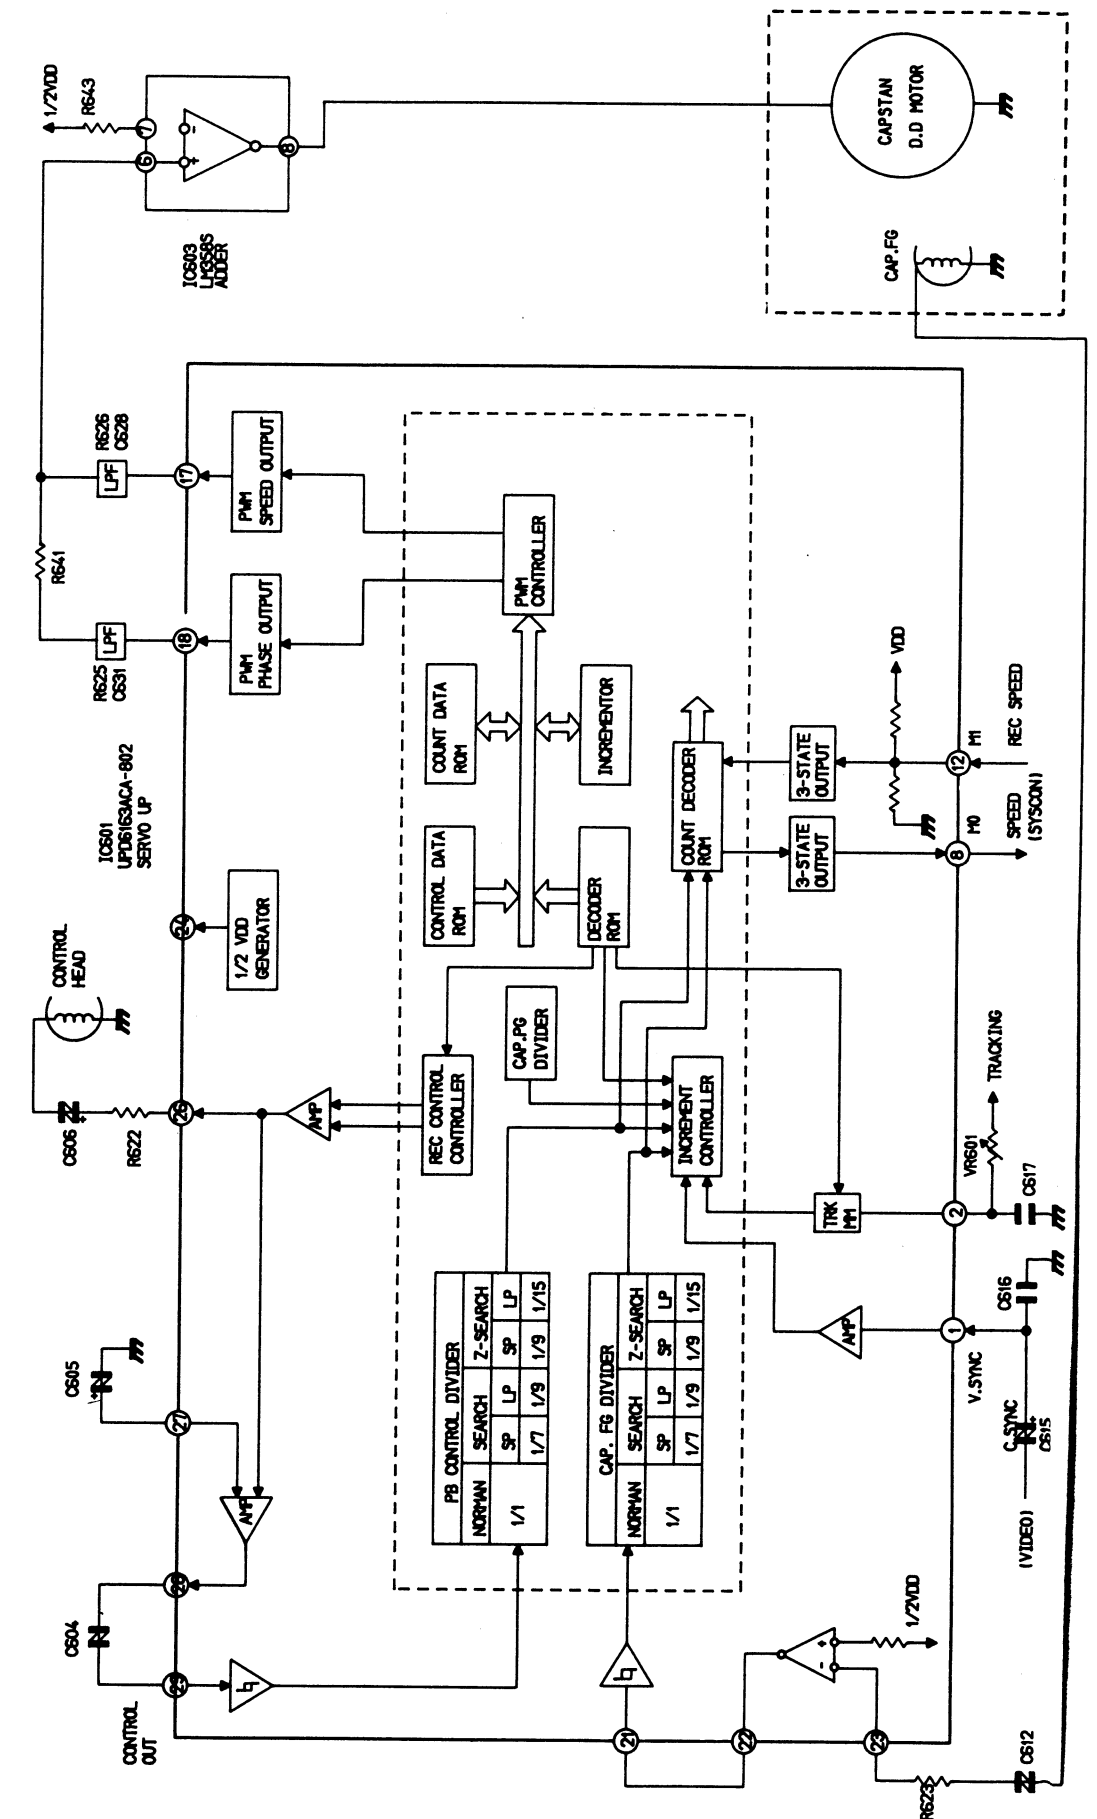 1/2VDD
R643
7
6
-
+
8
IC603
LM358S
ADDER
CAPSTAN
D.D MOTOR
CAP.FG
R626
C628
LPF
17
PWM
SPEED OUTPUT
R641
R625
C631
LPF
18
PWM
PHASE OUTPUT
PWM
CONTROLLER
IC601
UPD6163ACA-802
SERVO UP
COUNT DATA
ROM
INCREMENTOR
CONTROL DATA
ROM
DECODER
ROM
COUNT DECODER
ROM
3-STATE
OUTPUT
3-STATE
OUTPUT
VDD
12
M1
REC SPEED
8
M0
SPEED
(SYSCON)
24
1/2 VDD
GENERATOR
CONTROL
HEAD
C606
+
R622
26
AMP
REC CONTROL
CONTROLLER
CAP.PG
DIVIDER
INCREMENT
CONTROLLER
TRK
MM
2
VR601
TRACKING
C617
C605
+
27
AMP
28
C604
29
CONTROL
OUT
PB CONTROL DIVIDER
NORMAN SEARCH Z-SEARCH
SP LP SP LP
1/1 1/7 1/9 1/9 1/15
CAP. FG DIVIDER
NORMAN SEARCH Z-SEARCH
SP LP SP LP
1/1 1/7 1/9 1/9 1/15
AMP
1
V.SYNC
C616
C.SYNC
+
C615
(VIDEO)
21
22
23
+
-
1/2VDD
R623
C612